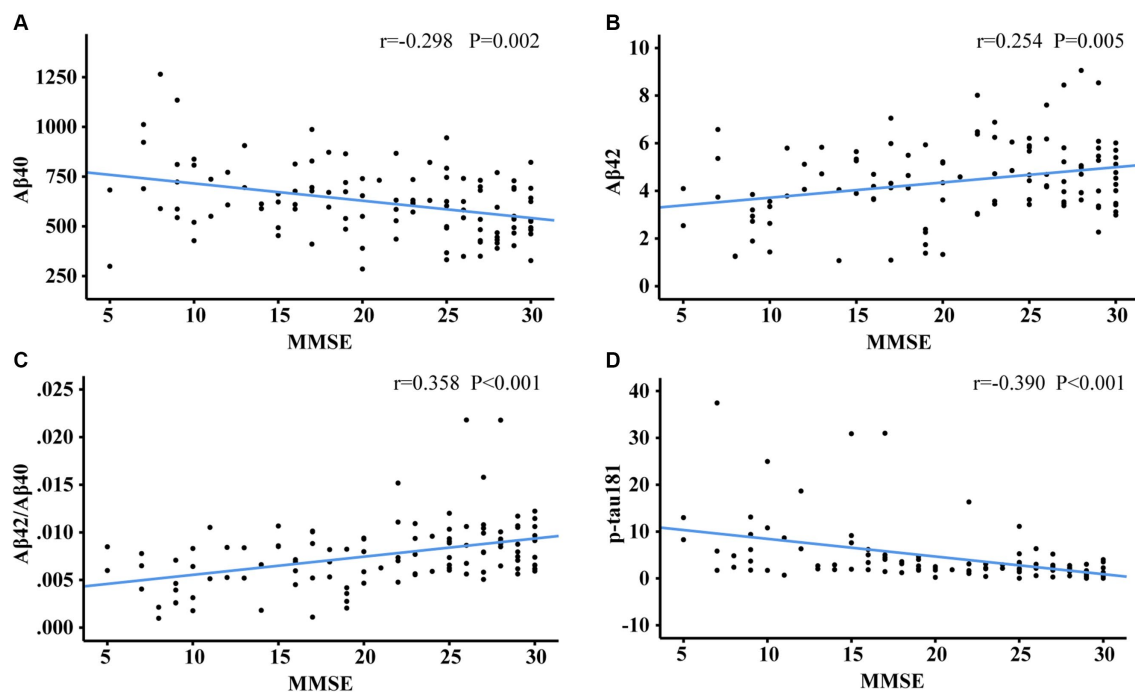 A
r=-0.298 P=0.002
1250
1000
750
500
250
Aβ40
5 10 15 20 25 30
MMSE
B
r=0.254 P=0.005
10
8
6
4
2
0
Aβ42
5 10 15 20 25 30
MMSE
C
r=0.358 P<0.001
.025
.020
.015
.010
.005
.000
Aβ42/Aβ40
5 10 15 20 25 30
MMSE
D
r=-0.390 P<0.001
40
30
20
10
0
-10
p-tau181
5 10 15 20 25 30
MMSE